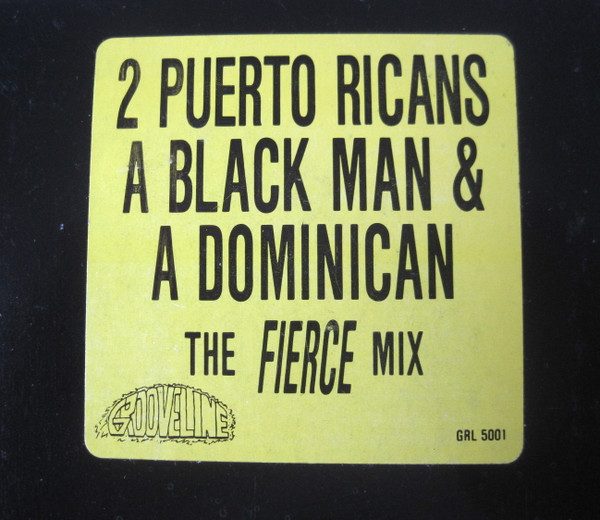 2 PUERTO RICANS
A BLACK MAN &
A DOMINICAN
THE FIERCE MIX
GROOVELINE
GRL 5001